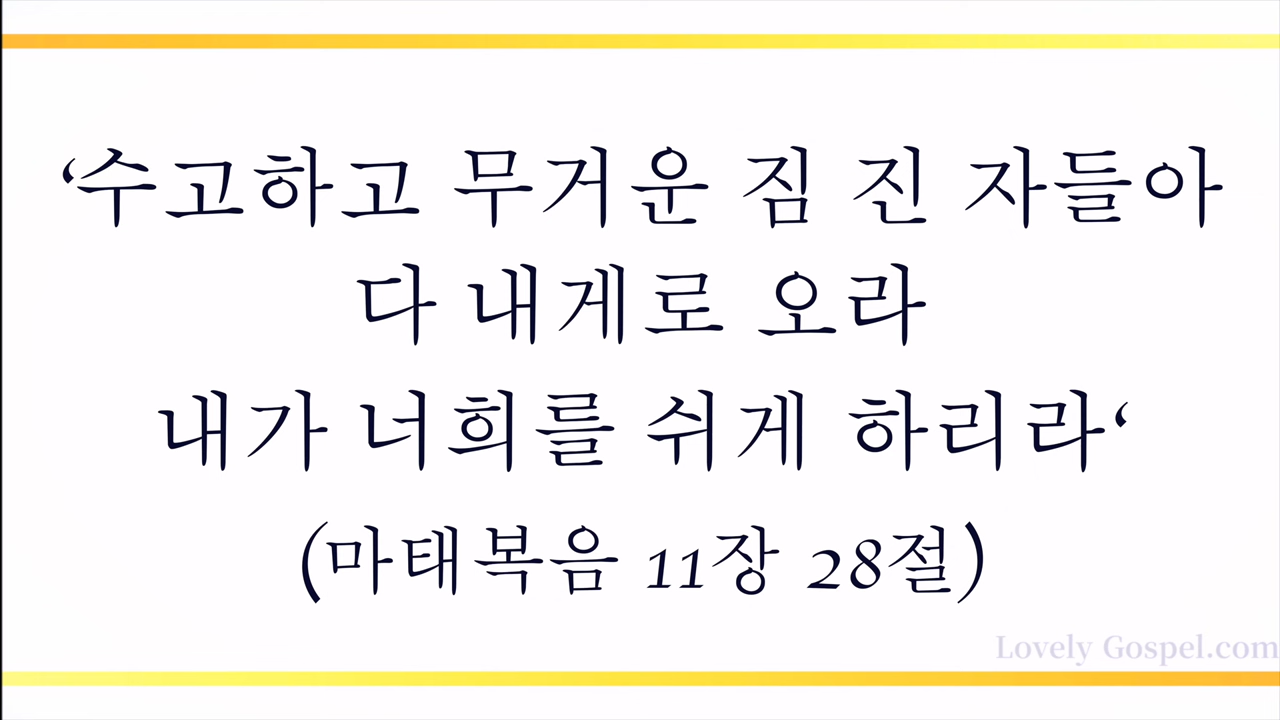 ‘수고하고 무거운 짐 진 자들아
다 내게로 오라
내가 너희를 쉬게 하리라‘
(마태복음 11장 28절)
Lovely Gospel.com